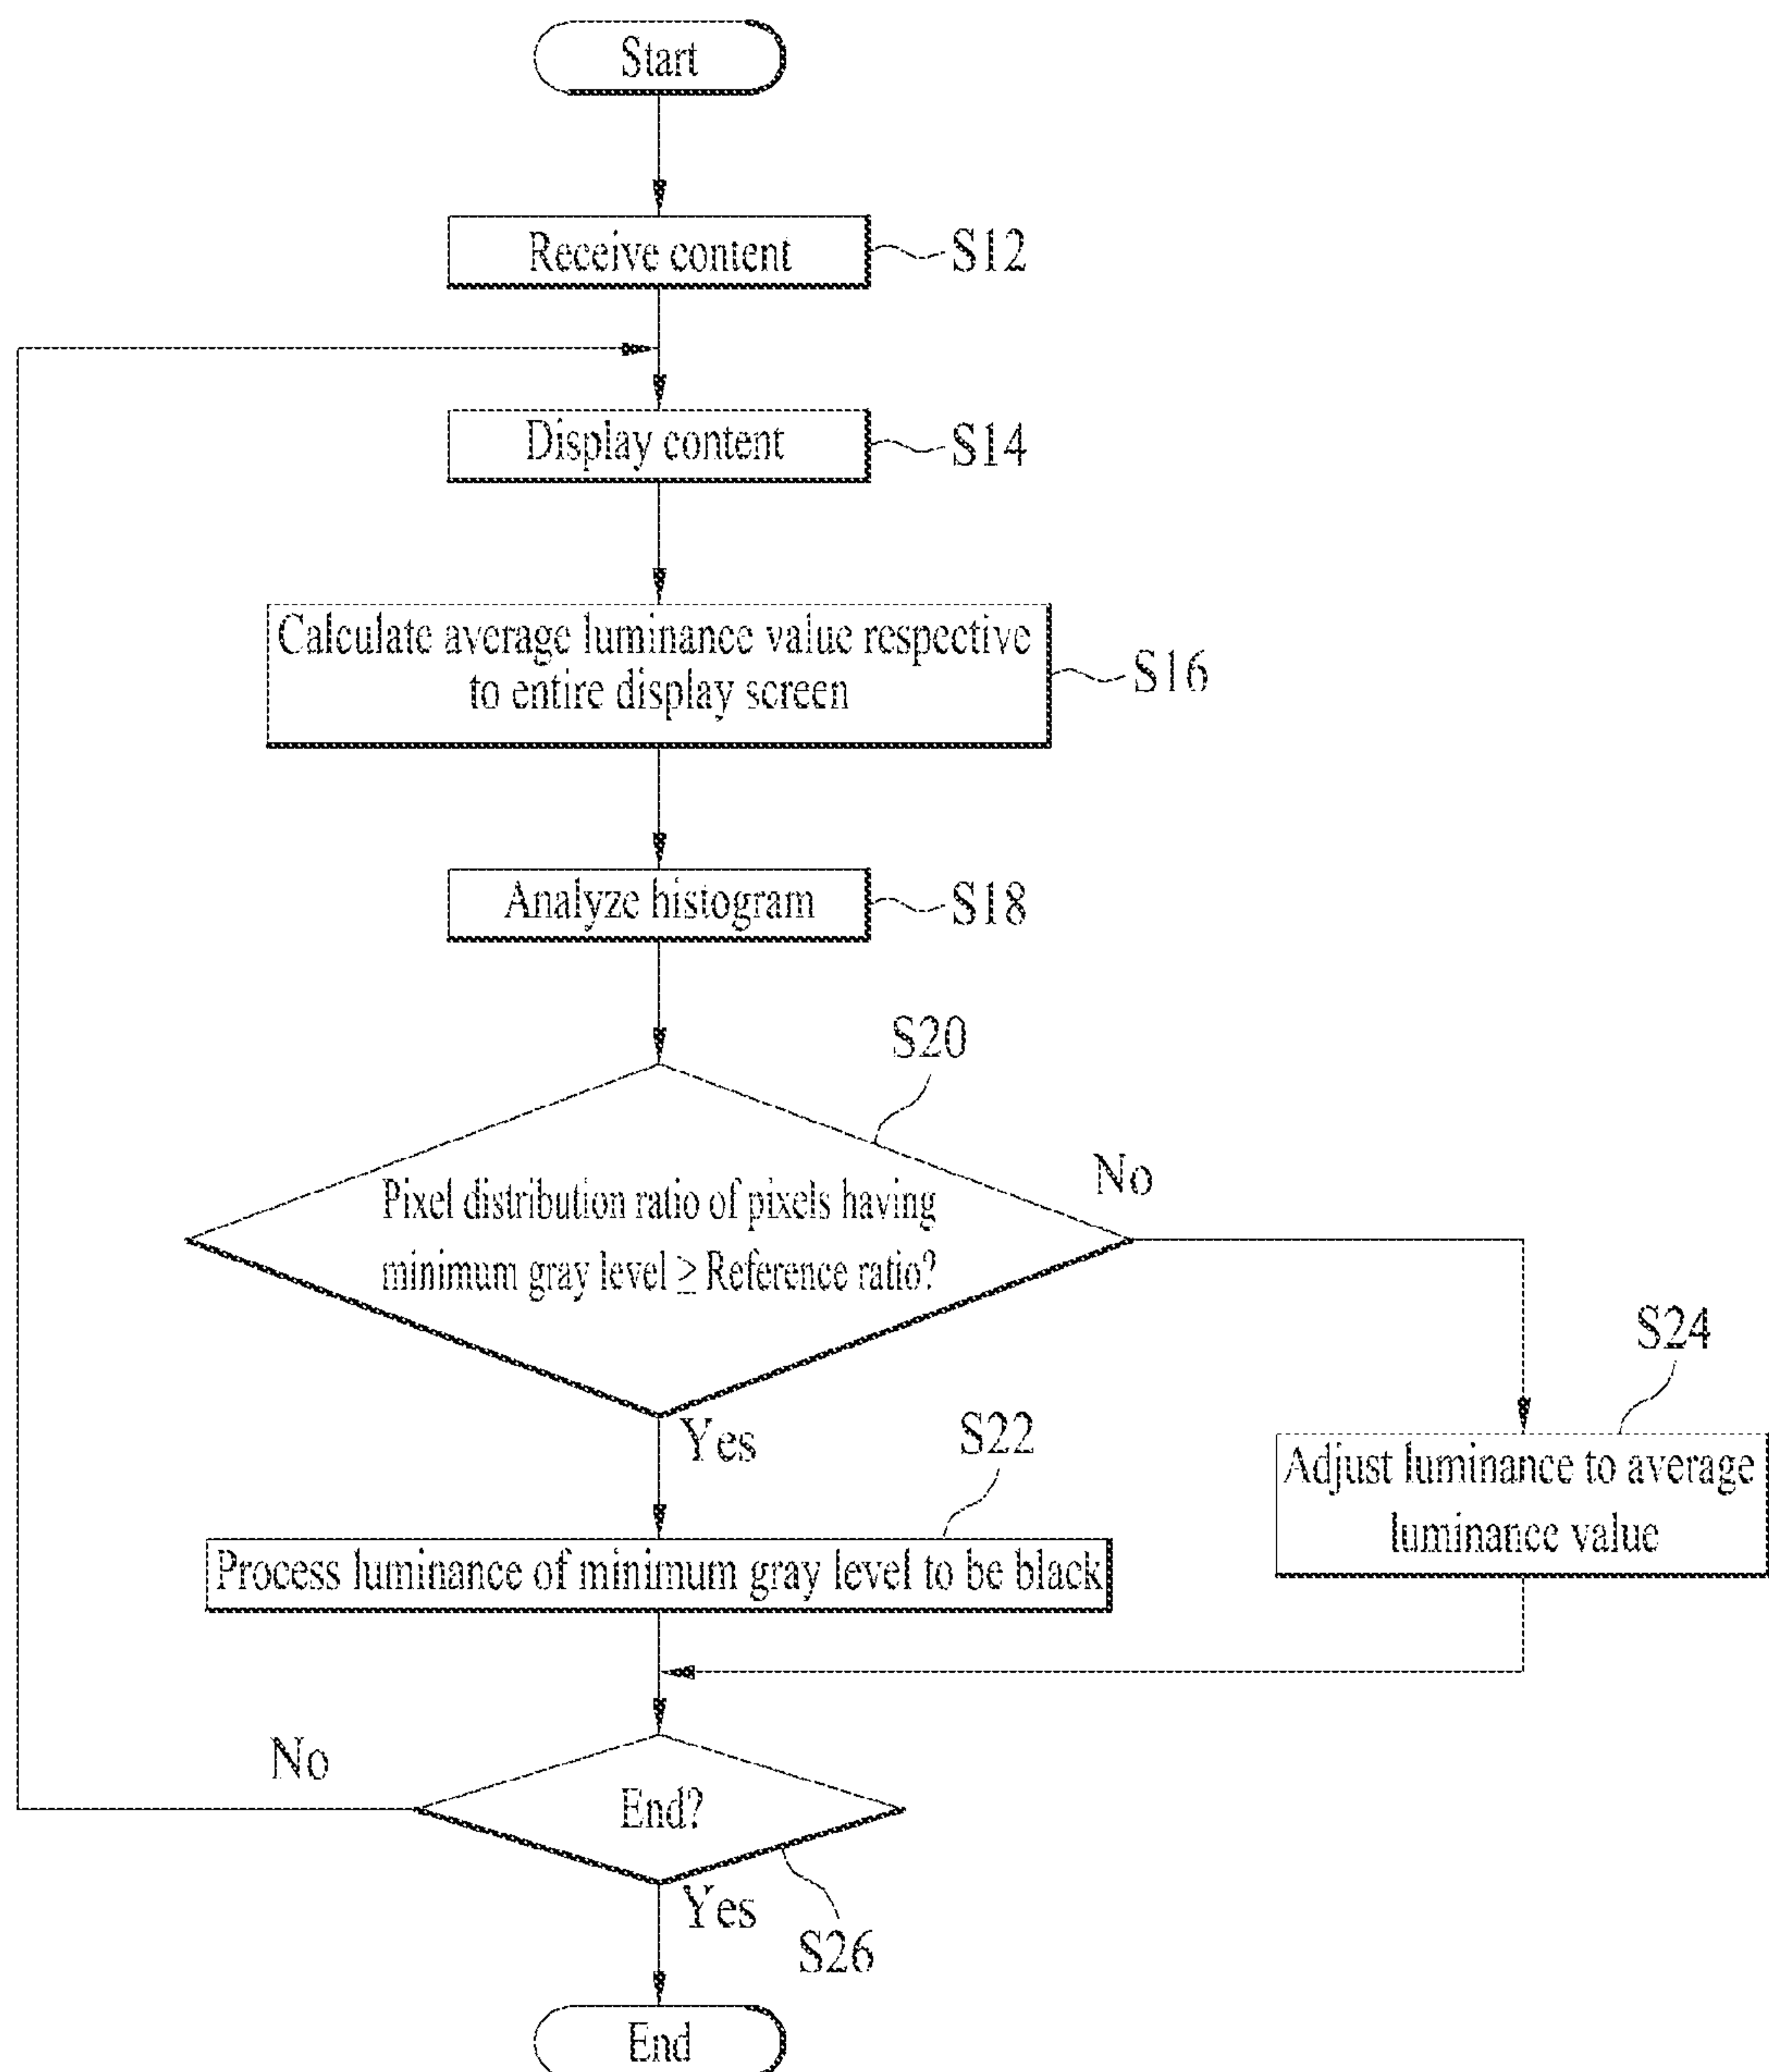 Start
Receive content
S12
Display content
S14
Calculate average luminance value respective
to entire display screen
S16
Analyze histogram
S18
S20
Pixel distribution ratio of pixels having
minimum gray level ≥ Reference ratio?
No
Yes
S22
Process luminance of minimum gray level to be black
S24
Adjust luminance to average
luminance value
No
End?
Yes
S26
End